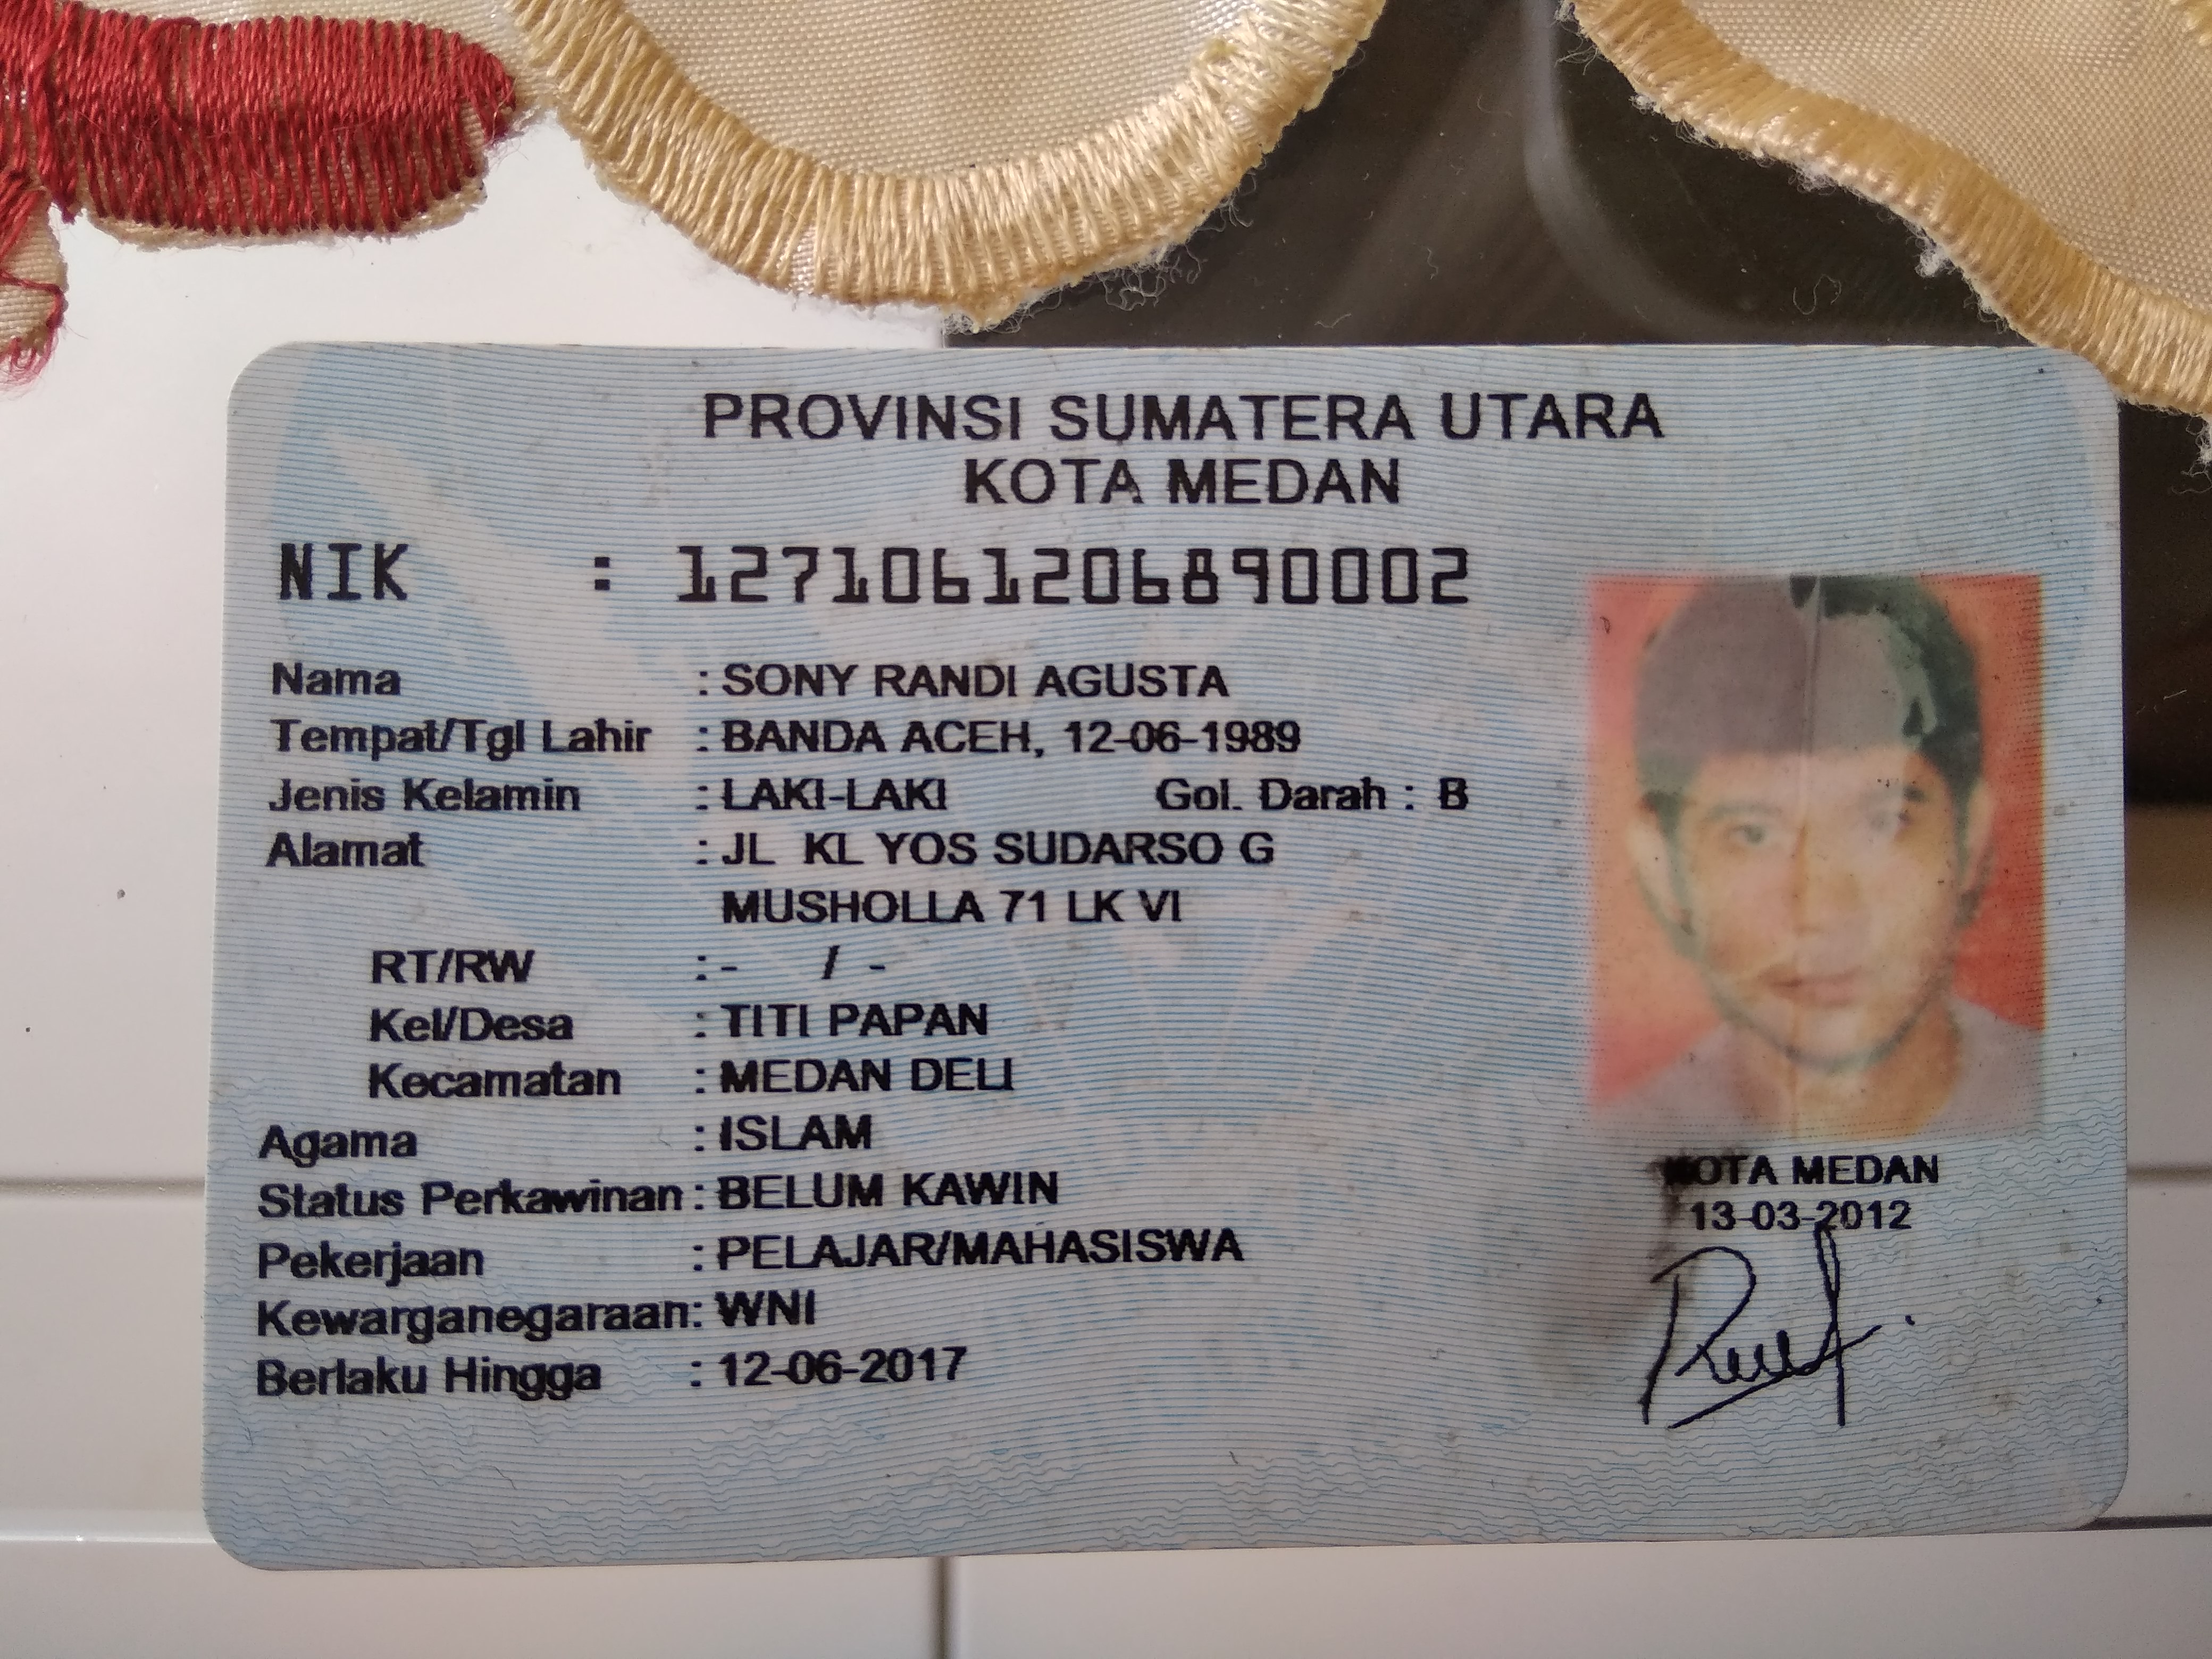 PROVINSI SUMATERA UTARA
KOTA MEDAN
NIK : 1271061206890002
Nama : SONY RANDI AGUSTA
Tempat/Tgl Lahir : BANDA ACEH, 12-06-1989
Jenis Kelamin : LAKI-LAKI Gol. Darah : B
Alamat : JL KL YOS SUDARSO G
MUSHOLLA 71 LK VI
RT/RW : - / -
Kel/Desa : TITI PAPAN
Kecamatan : MEDAN DELI
Agama : ISLAM
Status Perkawinan : BELUM KAWIN
Pekerjaan : PELAJAR/MAHASISWA
Kewarganegaraan: WNI
Berlaku Hingga : 12-06-2017
KOTA MEDAN
13-03-2012